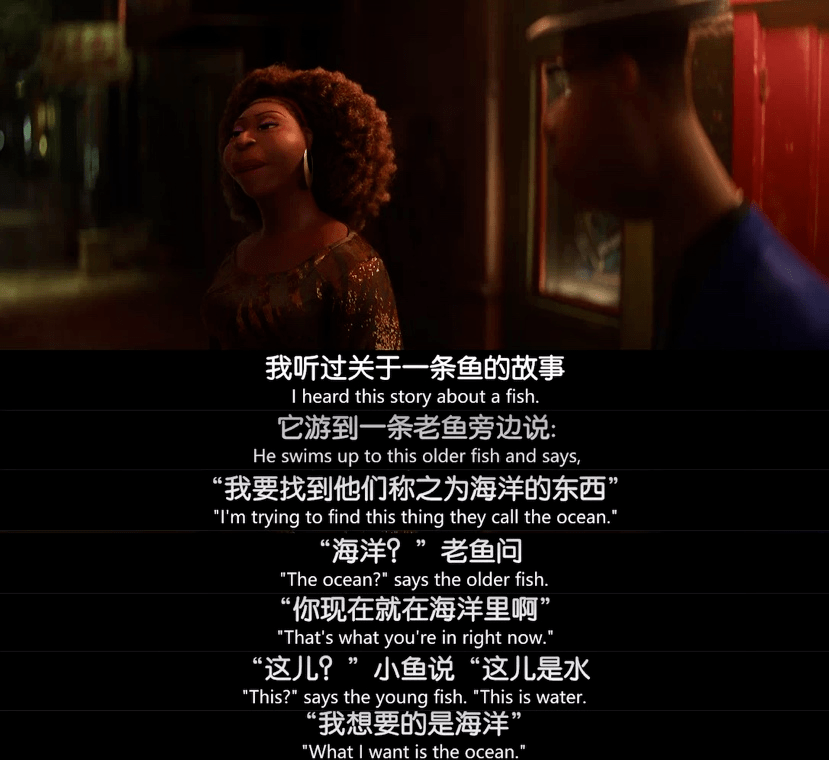 我听过关于一条鱼的故事
I heard this story about a fish.
它游到一条老鱼旁边说:
He swims up to this older fish and says,
“我要找到他们称之为海洋的东西”
"I'm trying to find this thing they call the ocean."
“海洋？”老鱼问
"The ocean?" says the older fish.
“你现在就在海洋里啊”
"That's what you're in right now."
“这儿？”小鱼说“这儿是水
"This?" says the young fish. "This is water.
“我想要的是海洋”
"What I want is the ocean."